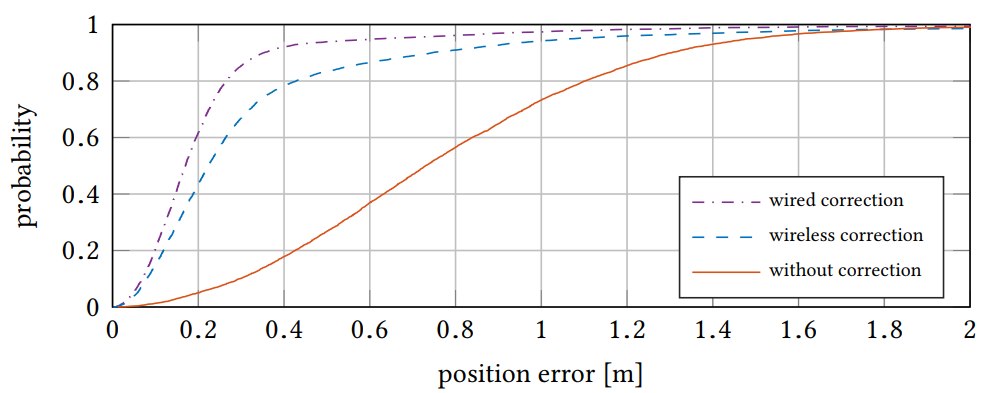 1
0.8
0.6
0.4
0.2
0
probability
0 0.2 0.4 0.6 0.8 1 1.2 1.4 1.6 1.8 2
position error [m]
wired correction
wireless correction
without correction